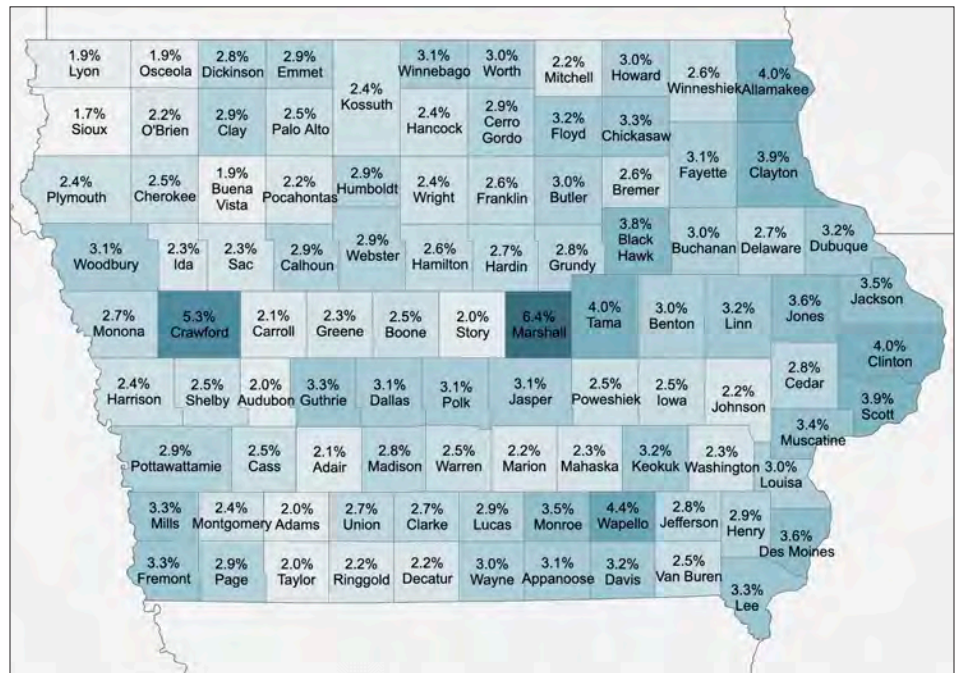 1.9%
Lyon
1.9%
Osceola
2.8%
Dickinson
2.9%
Emmet
2.4%
Kossuth
3.1%
Winnebago
3.0%
Worth
2.2%
Mitchell
3.0%
Howard
2.6%
Winneshiek
4.0%
Allamakee
1.7%
Sioux
2.2%
O'Brien
2.9%
Clay
2.5%
Palo Alto
2.4%
Hancock
2.9%
Cerro
Gordo
3.2%
Floyd
3.3%
Chickasaw
3.1%
Fayette
3.9%
Clayton
2.4%
Plymouth
2.5%
Cherokee
1.9%
Buena
Vista
2.2%
Pocahontas
2.9%
Humboldt
2.4%
Wright
2.6%
Franklin
3.0%
Butler
2.6%
Bremer
3.1%
Woodbury
2.3%
Ida
2.3%
Sac
2.9%
Calhoun
2.9%
Webster
2.6%
Hamilton
2.7%
Hardin
2.8%
Grundy
3.8%
Black
Hawk
3.0%
Buchanan
2.7%
Delaware
3.2%
Dubuque
2.7%
Monona
5.3%
Crawford
2.1%
Carroll
2.3%
Greene
2.5%
Boone
2.0%
Story
6.4%
Marshall
4.0%
Tama
3.0%
Benton
3.2%
Linn
3.6%
Jones
3.5%
Jackson
4.0%
Clinton
2.4%
Harrison
2.5%
Shelby
2.0%
Audubon
3.3%
Guthrie
3.1%
Dallas
3.1%
Polk
3.1%
Jasper
2.5%
Poweshiek
2.5%
Iowa
2.2%
Johnson
2.8%
Cedar
3.9%
Scott
3.4%
Muscatine
2.9%
Pottawattamie
2.5%
Cass
2.1%
Adair
2.8%
Madison
2.5%
Warren
2.2%
Marion
2.3%
Mahaska
3.2%
Keokuk
2.3%
Washington
3.0%
Louisa
3.3%
Mills
2.4%
Montgomery
2.0%
Adams
2.7%
Union
2.7%
Clarke
2.9%
Lucas
3.5%
Monroe
4.4%
Wapello
2.8%
Jefferson
2.9%
Henry
3.6%
Des Moines
3.3%
Fremont
2.9%
Page
2.0%
Taylor
2.2%
Ringgold
2.2%
Decatur
3.0%
Wayne
3.1%
Appanoose
3.2%
Davis
2.5%
Van Buren
3.3%
Lee